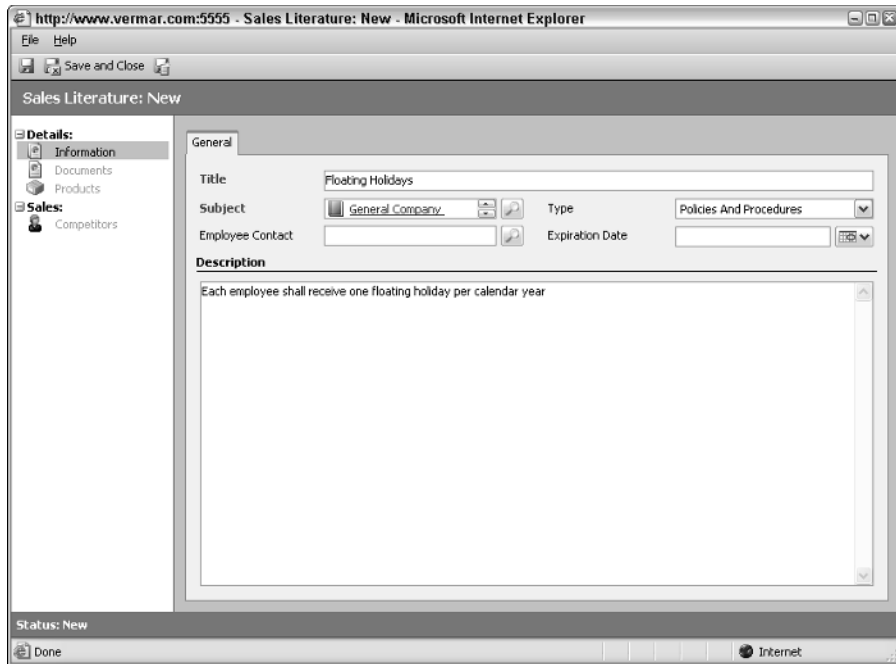 http://www.vermar.com:5555 - Sales Literature: New - Microsoft Internet Explorer
File Help
Save and Close
Sales Literature: New
Details:
Information
Documents
Products
Sales:
Competitors
General
Title Floating Holidays
Subject General Company Type Policies And Procedures
Employee Contact Expiration Date
Description
Each employee shall receive one floating holiday per calendar year
Status: New
Done Internet